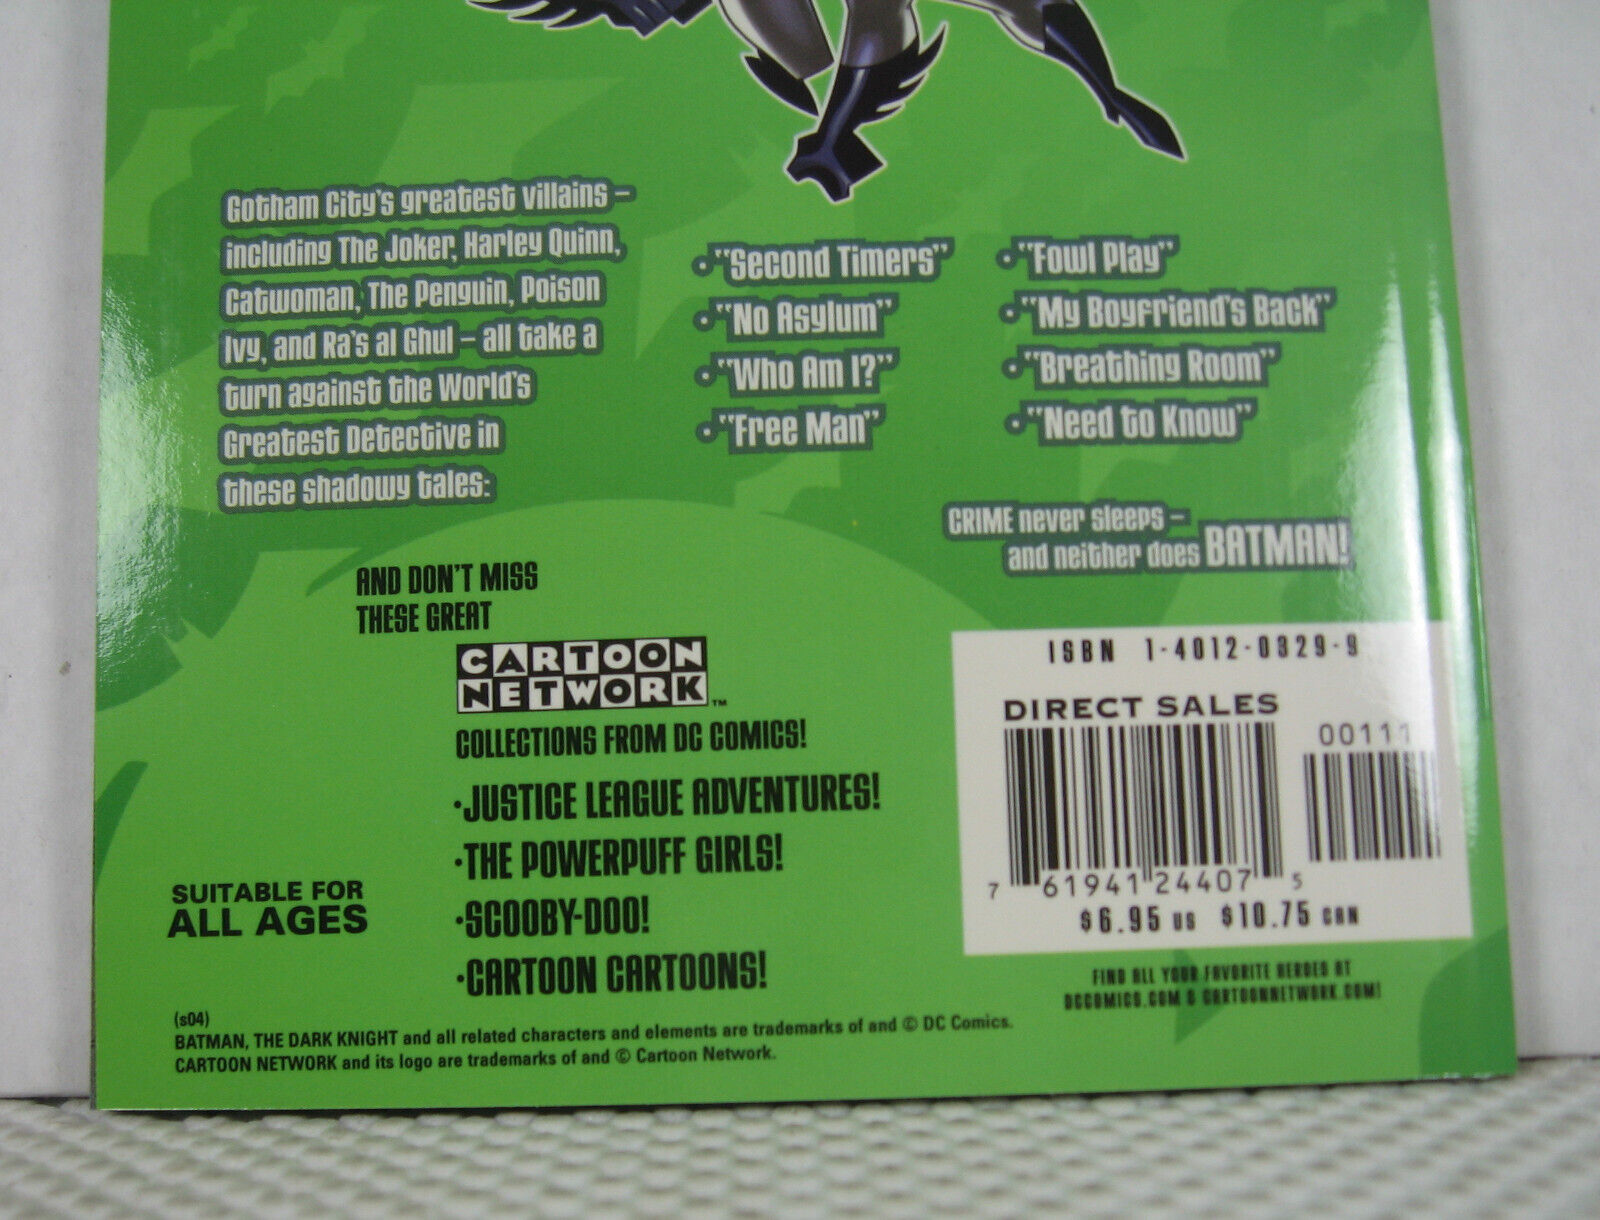 Gotham City's greatest villains –
including The Joker, Harley Quinn,
Catwoman, The Penguin, Poison
Ivy, and Ra's al Ghul – all take a
turn against the World's
Greatest Detective in
these shadowy tales:
• "Second Timers"
• "No Asylum"
• "Who Am I?"
• "Free Man"
• "Fowl Play"
• "My Boyfriend's Back"
• "Breathing Room"
• "Need to Know"
CRIME never sleeps –
and neither does BATMAN!
AND DON'T MISS
THESE GREAT
CARTOON
NETWORK™
COLLECTIONS FROM DC COMICS!
•JUSTICE LEAGUE ADVENTURES!
•THE POWERPUFF GIRLS!
•SCOOBY-DOO!
•CARTOON CARTOONS!
SUITABLE FOR
ALL AGES
ISBN 1-4012-0329-9
DIRECT SALES
00111
7 61941 24407 5
$6.95 US $10.75 CAN
FIND ALL YOUR FAVORITE HEROES AT
DCCOMICS.COM & CARTOONNETWORK.COM!
(s04)
BATMAN, THE DARK KNIGHT and all related characters and elements are trademarks of and © DC Comics.
CARTOON NETWORK and its logo are trademarks of and © Cartoon Network.